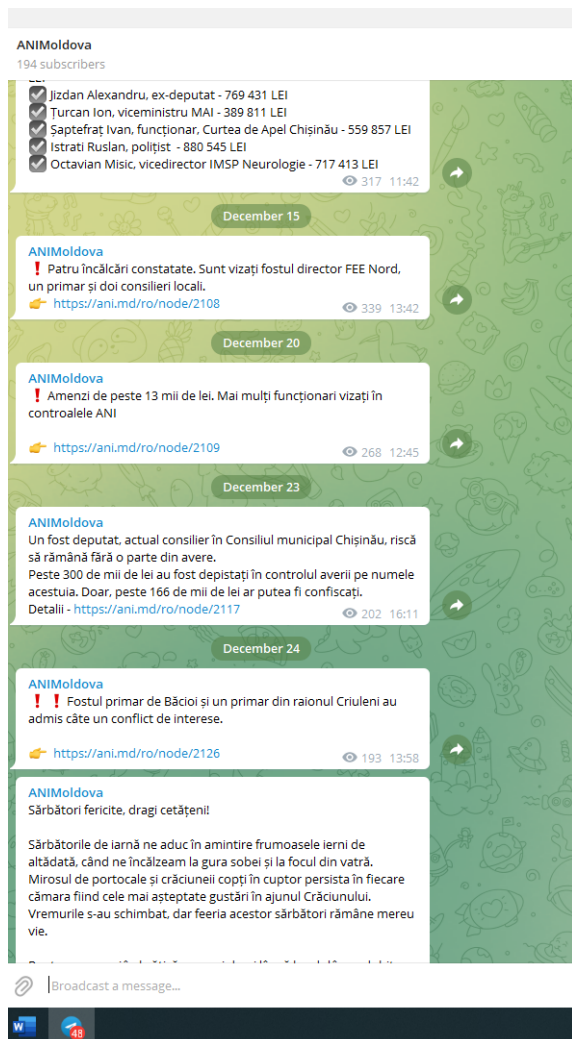 ANIMoldova
194 subscribers
LEI
Jizdan Alexandru, ex-deputat - 769 431 LEI
Țurcan Ion, viceministru MAI - 389 811 LEI
Șaptefraț Ivan, funcționar, Curtea de Apel Chișinău - 559 857 LEI
Istrati Ruslan, polițist - 880 545 LEI
Octavian Misic, vicedirector IMSP Neurologie - 717 413 LEI
317 11:42
December 15
ANIMoldova
❗ Patru încălcări constatate. Sunt vizați fostul director FEE Nord,
un primar și doi consilieri locali.
👉 https://ani.md/ro/node/2108
339 13:42
December 20
ANIMoldova
❗ Amenzi de peste 13 mii de lei. Mai mulți funcționari vizați în
controalele ANI
👉 https://ani.md/ro/node/2109
268 12:45
December 23
ANIMoldova
Un fost deputat, actual consilier în Consiliul municipal Chișinău, riscă
să rămână fără o parte din avere.
Peste 300 de mii de lei au fost depistați în controlul averii pe numele
acestuia. Doar, peste 166 de mii de lei ar putea fi confiscați.
Detalii - https://ani.md/ro/node/2117
202 16:11
December 24
ANIMoldova
❗ ❗ Fostul primar de Băcioi și un primar din raionul Criuleni au
admis câte un conflict de interese.
👉 https://ani.md/ro/node/2126
193 13:58
ANIMoldova
Sărbători fericite, dragi cetățeni!
Sărbătorile de iarnă ne aduc în amintire frumoasele ierni de
altădată, când ne încălzeam la gura sobei și la focul din vatră.
Mirosul de portocale și crăciuneii copți în cuptor persista în fiecare
cămara fiind cele mai așteptate gustări în ajunul Crăciunului.
Vremurile s-au schimbat, dar feeria acestor sărbători rămâne mereu
vie.
Broadcast a message...
W
48